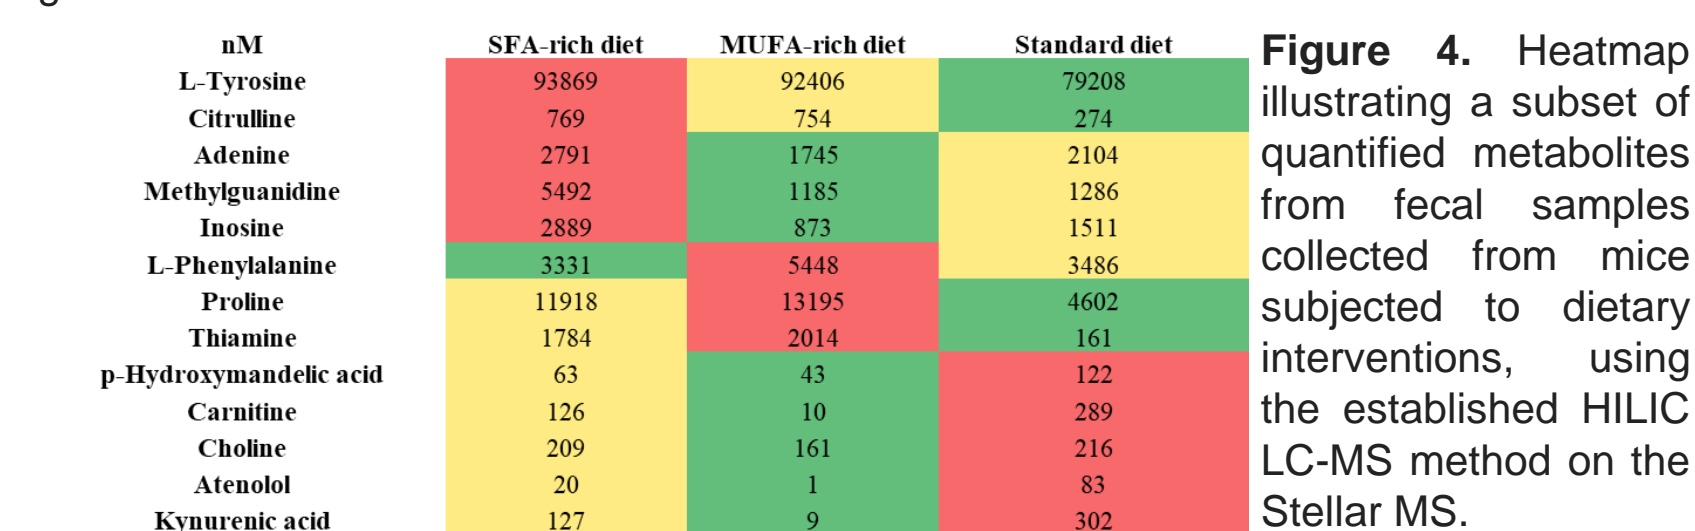 nM SFA-rich diet MUFA-rich diet Standard diet
L-Tyrosine 93869 92406 79208
Citrulline 769 754 274
Adenine 2791 1745 2104
Methylguanidine 5492 1185 1286
Inosine 2889 873 1511
L-Phenylalanine 3331 5448 3486
Proline 11918 13195 4602
Thiamine 1784 2014 161
p-Hydroxymandelic acid 63 43 122
Carnitine 126 10 289
Choline 209 161 216
Atenolol 20 1 83
Kynurenic acid 127 9 302
Figure 4. Heatmap
illustrating a subset of
quantified metabolites
from fecal samples
collected from mice
subjected to dietary
interventions, using
the established HILIC
LC-MS method on the
Stellar MS.